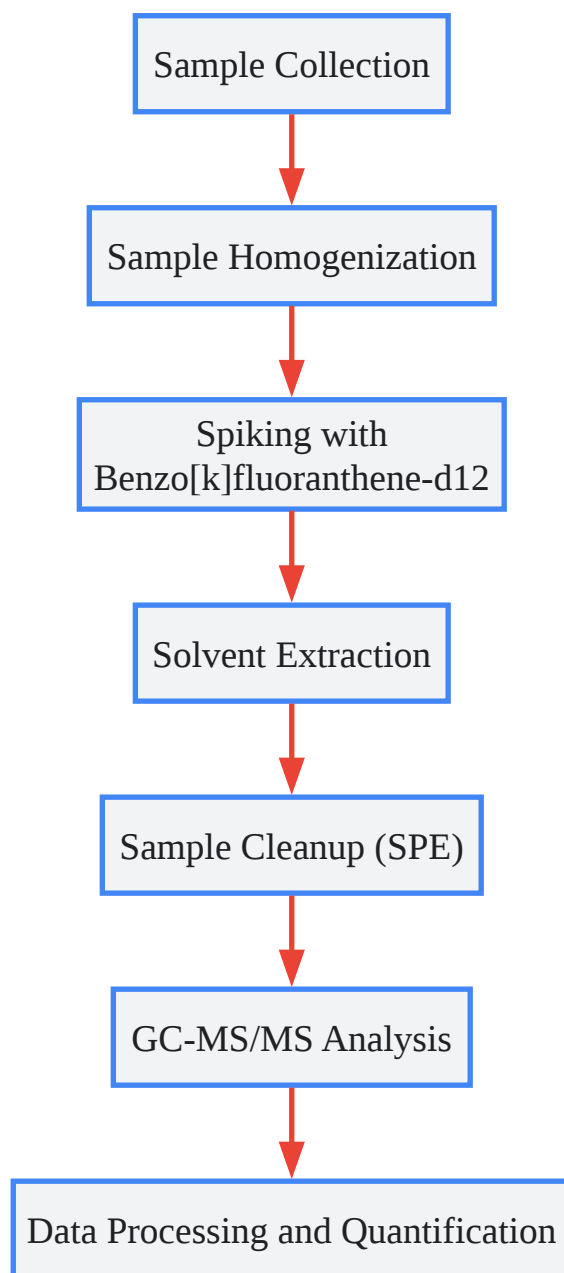 Sample Collection
Sample Homogenization
Spiking with
Benzo[k]fluoranthene-d12
Solvent Extraction
Sample Cleanup (SPE)
GC-MS/MS Analysis
Data Processing and Quantification